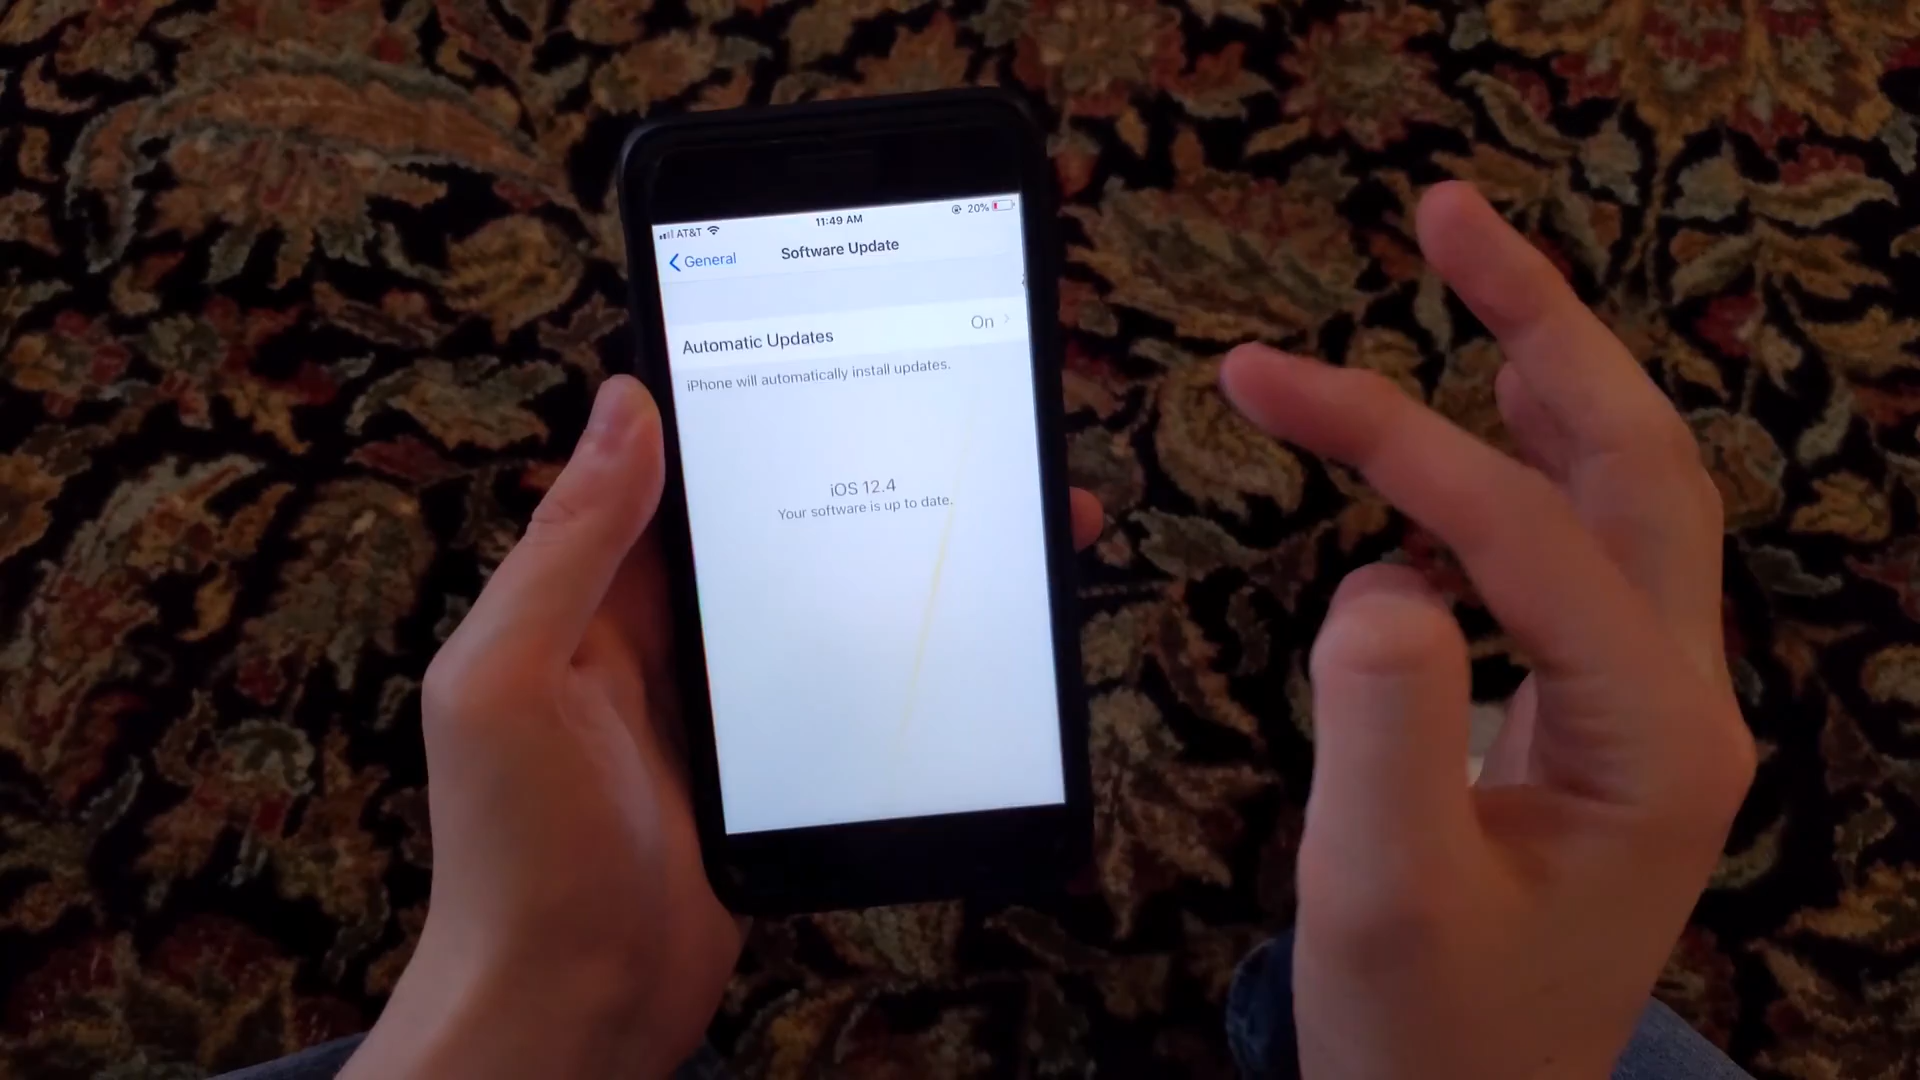 AT&T 11:49 AM 20%
General Software Update
Automatic Updates On
iPhone will automatically install updates.
iOS 12.4
Your software is up to date.